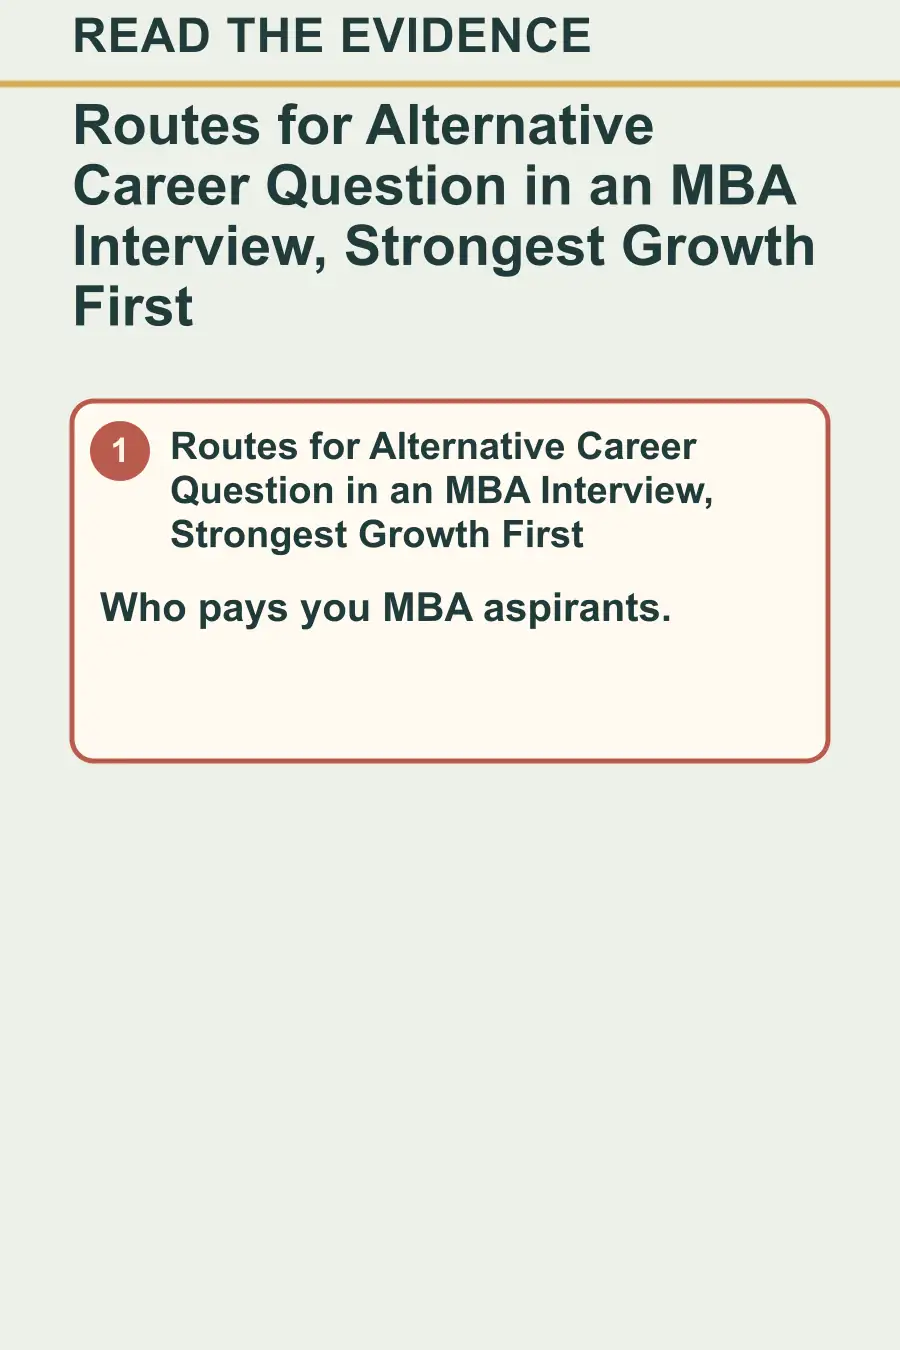 READ THE EVIDENCE
Routes for Alternative
Career Question in an MBA
Interview, Strongest Growth
First
1
Routes for Alternative Career
Question in an MBA Interview,
Strongest Growth First
Who pays you MBA aspirants.